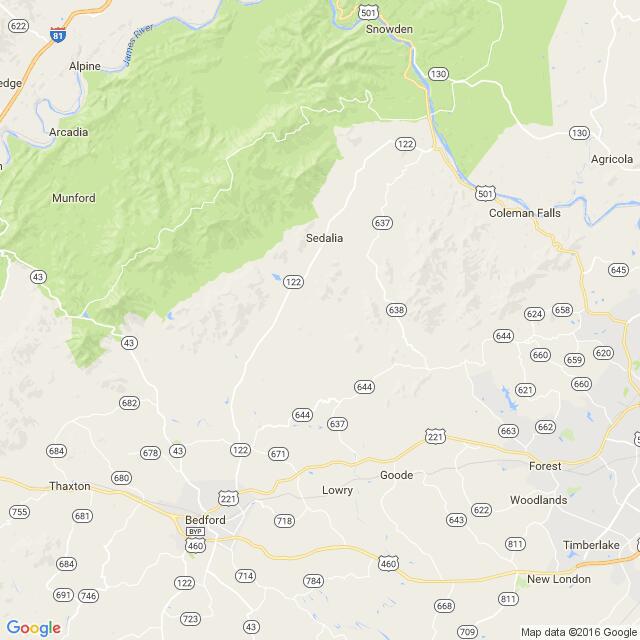 501
622
Snowden
81
James River
Alpine
130
edge
Arcadia
130
122
Agricola
Munford
501
637
Coleman Falls
Sedalia
645
43
122
638
658
624
43
644
620
660
659
660
644
621
682
644
637
662
663
221
684
122
678
43
671
Forest
Goode
680
Thaxton
Lowry
221
Woodlands
755
681
622
643
718
Bedford
BYP
460
811
Timberlake
684
460
714
New London
122
784
691
746
811
668
723
43
709
Google
Map data ©2016 Google